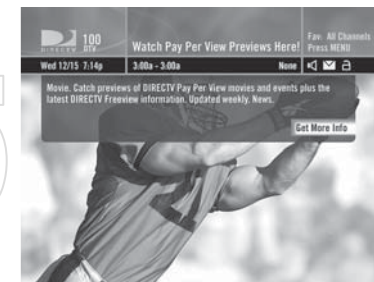 DIRECTV
100
DTV
Watch Pay Per View Previews Here!
Fav: All Channels
Press MENU
Wed 12/15 7:14p
3:00a - 3:00a
None
Movie. Catch previews of DIRECTV Pay Per View movies and events plus the
latest DIRECTV Freeview information. Updated weekly. News.
Get More Info